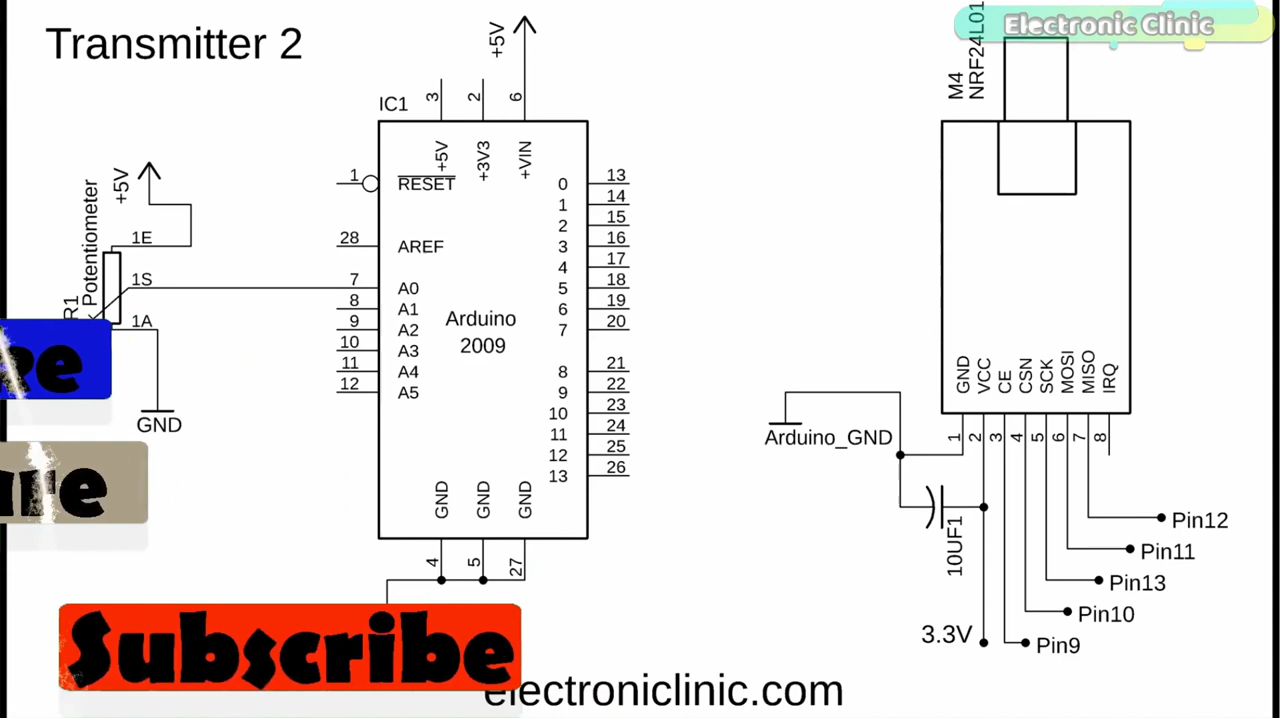 Electronic Clinic
Transmitter 2
+5V
IC1
3
2
6
+5V
+3V3
+VIN
1
RESET
28
AREF
7
A0
8
A1
9
A2
10
A3
11
A4
12
A5
Arduino
2009
0
13
1
14
2
15
3
16
4
17
5
18
6
19
7
20
8
21
9
22
10
23
11
24
12
25
13
26
GND
GND
GND
4
5
27
+5V
Potentiometer
R1
1E
1S
1A
GND
M4
NRF24L01
GND
VCC
CE
CSN
SCK
MOSI
MISO
IRQ
1
2
3
4
5
6
7
8
Arduino_GND
10UF1
Pin12
Pin11
Pin13
Pin10
3.3V
Pin9
Subscribe
electroniclinic.com